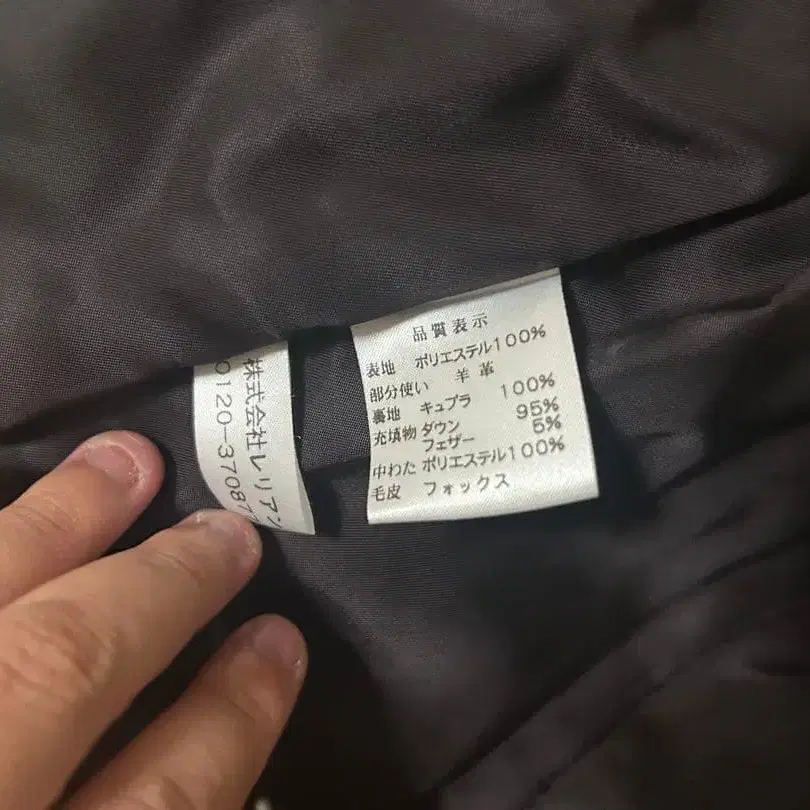 品質表示
表地 ポリエステル100%
部分使い 羊革
裏地 キュプラ 100%
充填物 ダウン 95%
フェザー 5%
中わた ポリエステル100%
毛皮 フォックス
株式会社レリアン
0120-3708